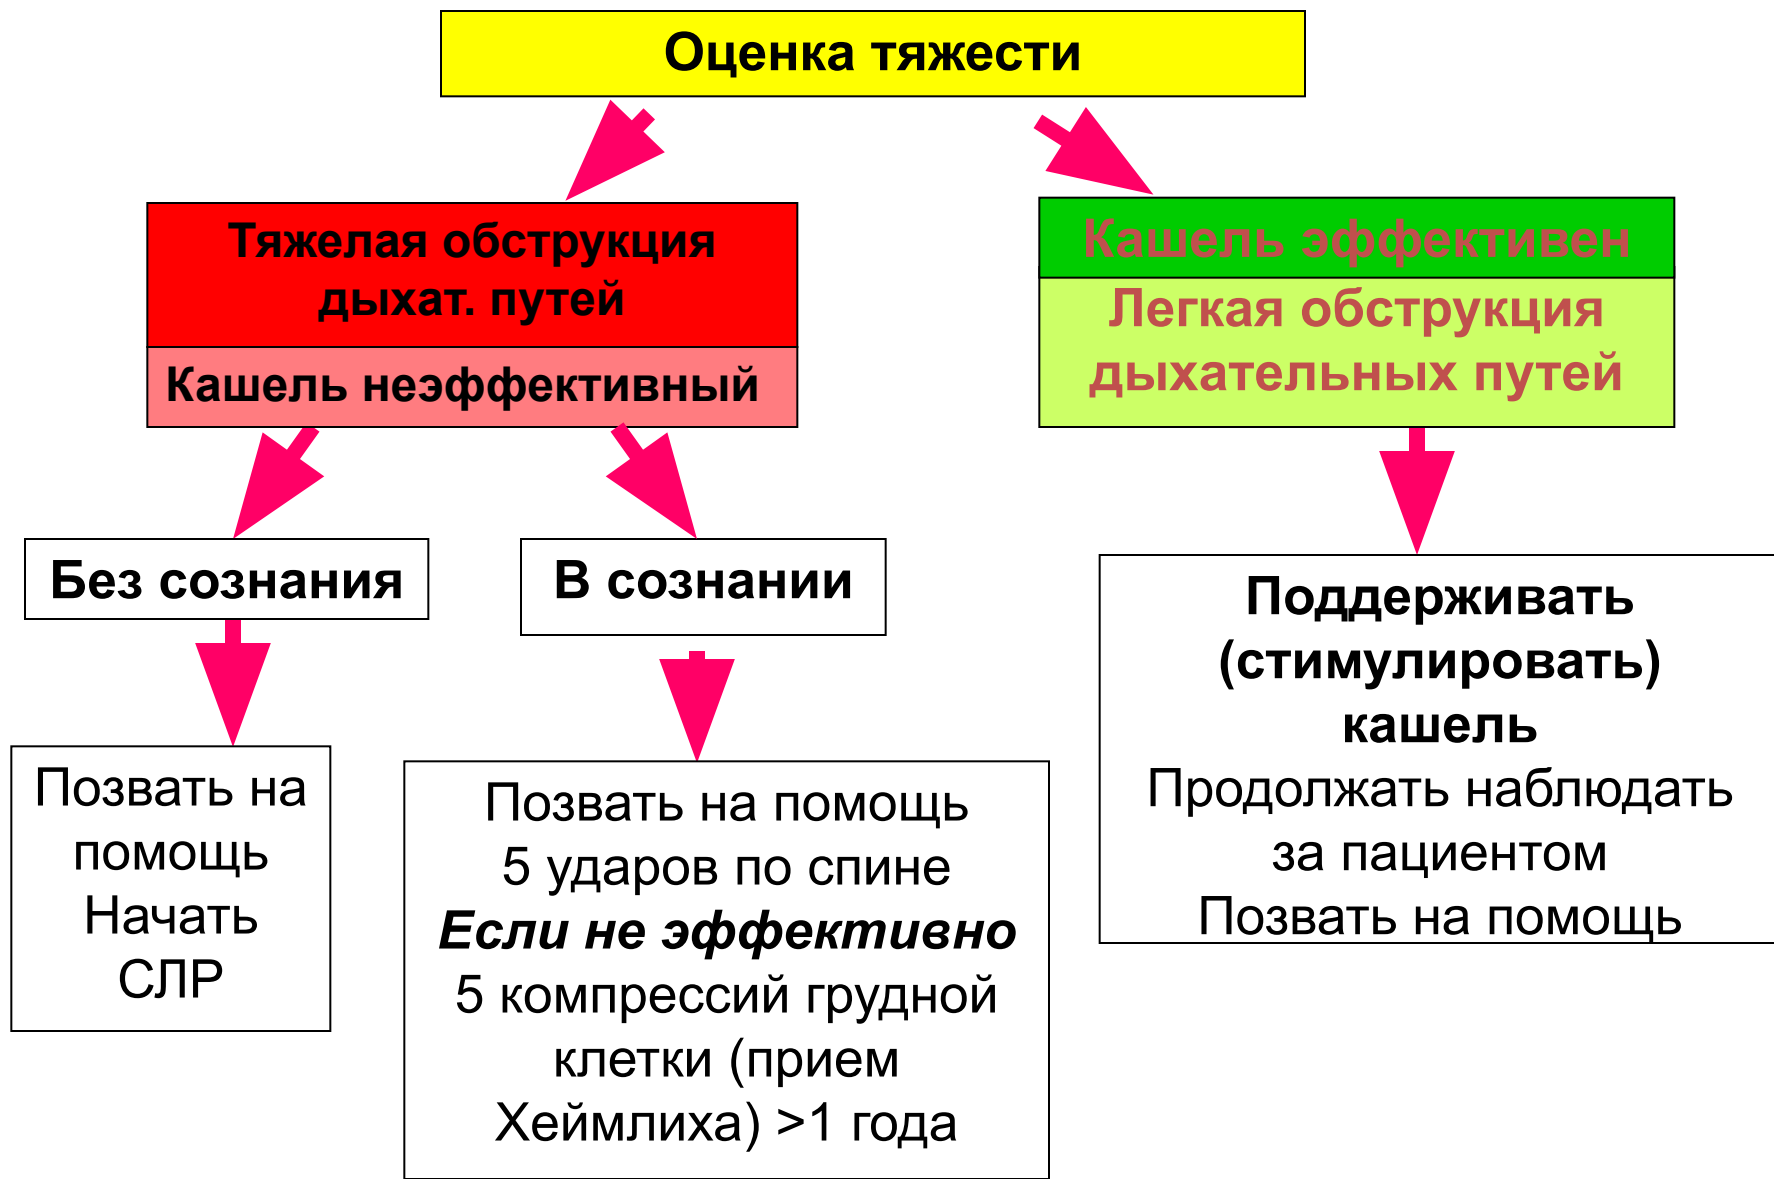 Оценка тяжести
Тяжелая обструкция
дыхат. путей
Кашель неэффективный
Кашель эффективен
Легкая обструкция
дыхательных путей
Без сознания
В сознании
Позвать на
помощь
Начать
СЛР
Позвать на помощь
5 ударов по спине
Если не эффективно
5 компрессий грудной
клетки (прием
Хеймлиха) >1 года
Поддерживать
(стимулировать)
кашель
Продолжать наблюдать
за пациентом
Позвать на помощь